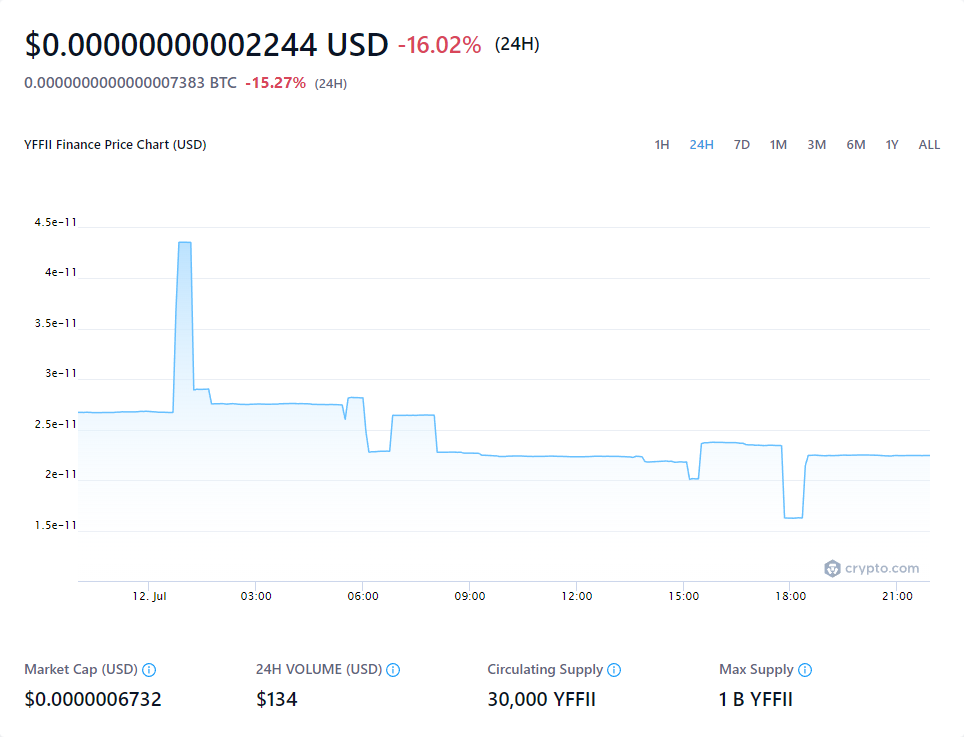 $0.00000000002244 USD -16.02% (24H)
0.0000000000000007383 BTC -15.27% (24H)
YFFII Finance Price Chart (USD) 1H 24H 7D 1M 3M 6M 1Y ALL
4.5e-11
4e-11
3.5e-11
3e-11
2.5e-11
2e-11
1.5e-11
crypto.com
12. Jul 03:00 06:00 09:00 12:00 15:00 18:00 21:00
Market Cap (USD) 24H VOLUME (USD) Circulating Supply Max Supply
$0.0000006732 $134 30,000 YFFII 1 B YFFII